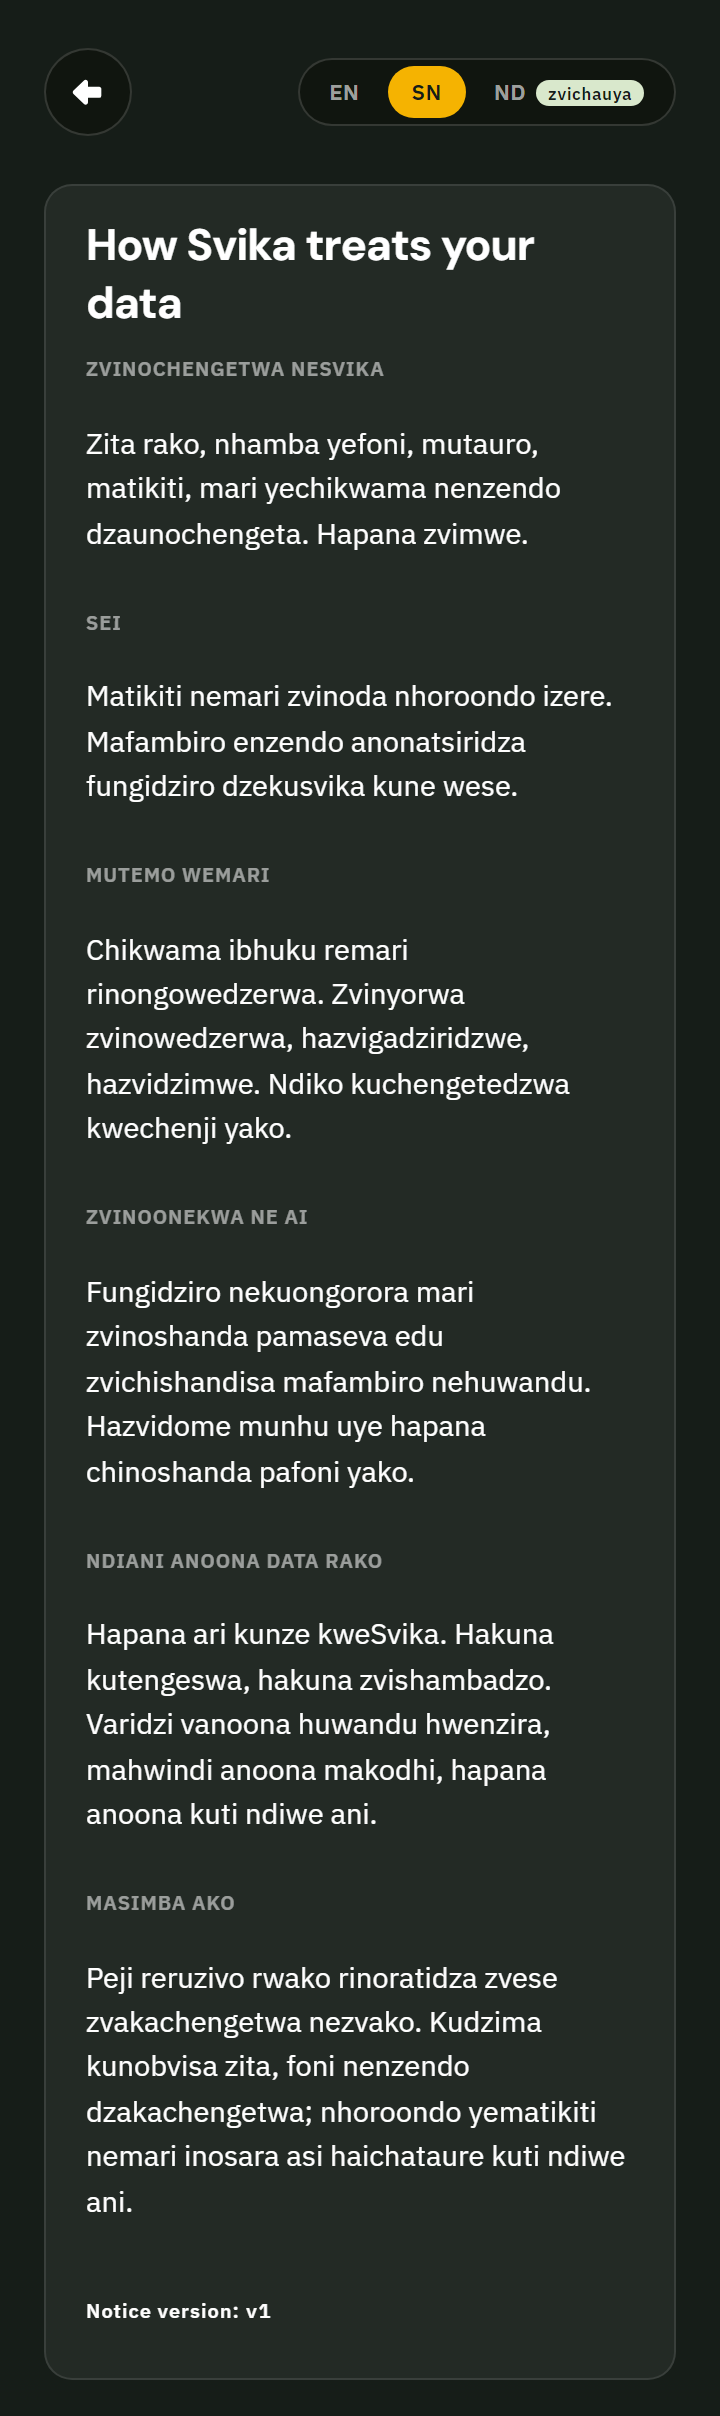 EN SN ND zvichauya
How Svika treats your
data
ZVINOCHENGETWA NESVIKA
Zita rako, nhamba yefoni, mutauro,
matikiti, mari yechikwama nenzendo
dzaunochengeta. Hapana zvimwe.
SEI
Matikiti nemari zvinoda nhoroondo izere.
Mafambiro enzendo anonatsiridza
fungidziro dzekusvika kune wese.
MUTEMO WEMARI
Chikwama ibhuku remari
rinongowedzerwa. Zvinyorwa
zvinowedzerwa, hazvigadziridzwe,
hazvidzimwe. Ndiko kuchengetedzwa
kwechenji yako.
ZVINOONEKWA NE AI
Fungidziro nekuongorora mari
zvinoshanda pamaseva edu
zvichishandisa mafambiro nehuwandu.
Hazvidome munhu uye hapana
chinoshanda pafoni yako.
NDIANI ANOONA DATA RAKO
Hapana ari kunze kweSvika. Hakuna
kutengeswa, hakuna zvishambadzo.
Varidzi vanoona huwandu hwenzira,
mahwindi anoona makodhi, hapana
anoona kuti ndiwe ani.
MASIMBA AKO
Peji reruzivo rwako rinoratidza zvese
zvakachengetwa nezvako. Kudzima
kunobvisa zita, foni nenzendo
dzakachengetwa; nhoroondo yematikiti
nemari inosara asi haichataure kuti ndiwe
ani.
Notice version: v1